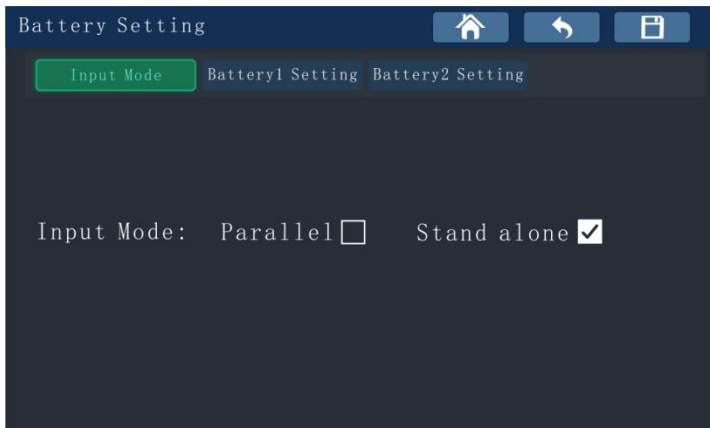 Battery Setting
Input Mode Battery1 Setting Battery2 Setting
Input Mode: Parallel Stand alone